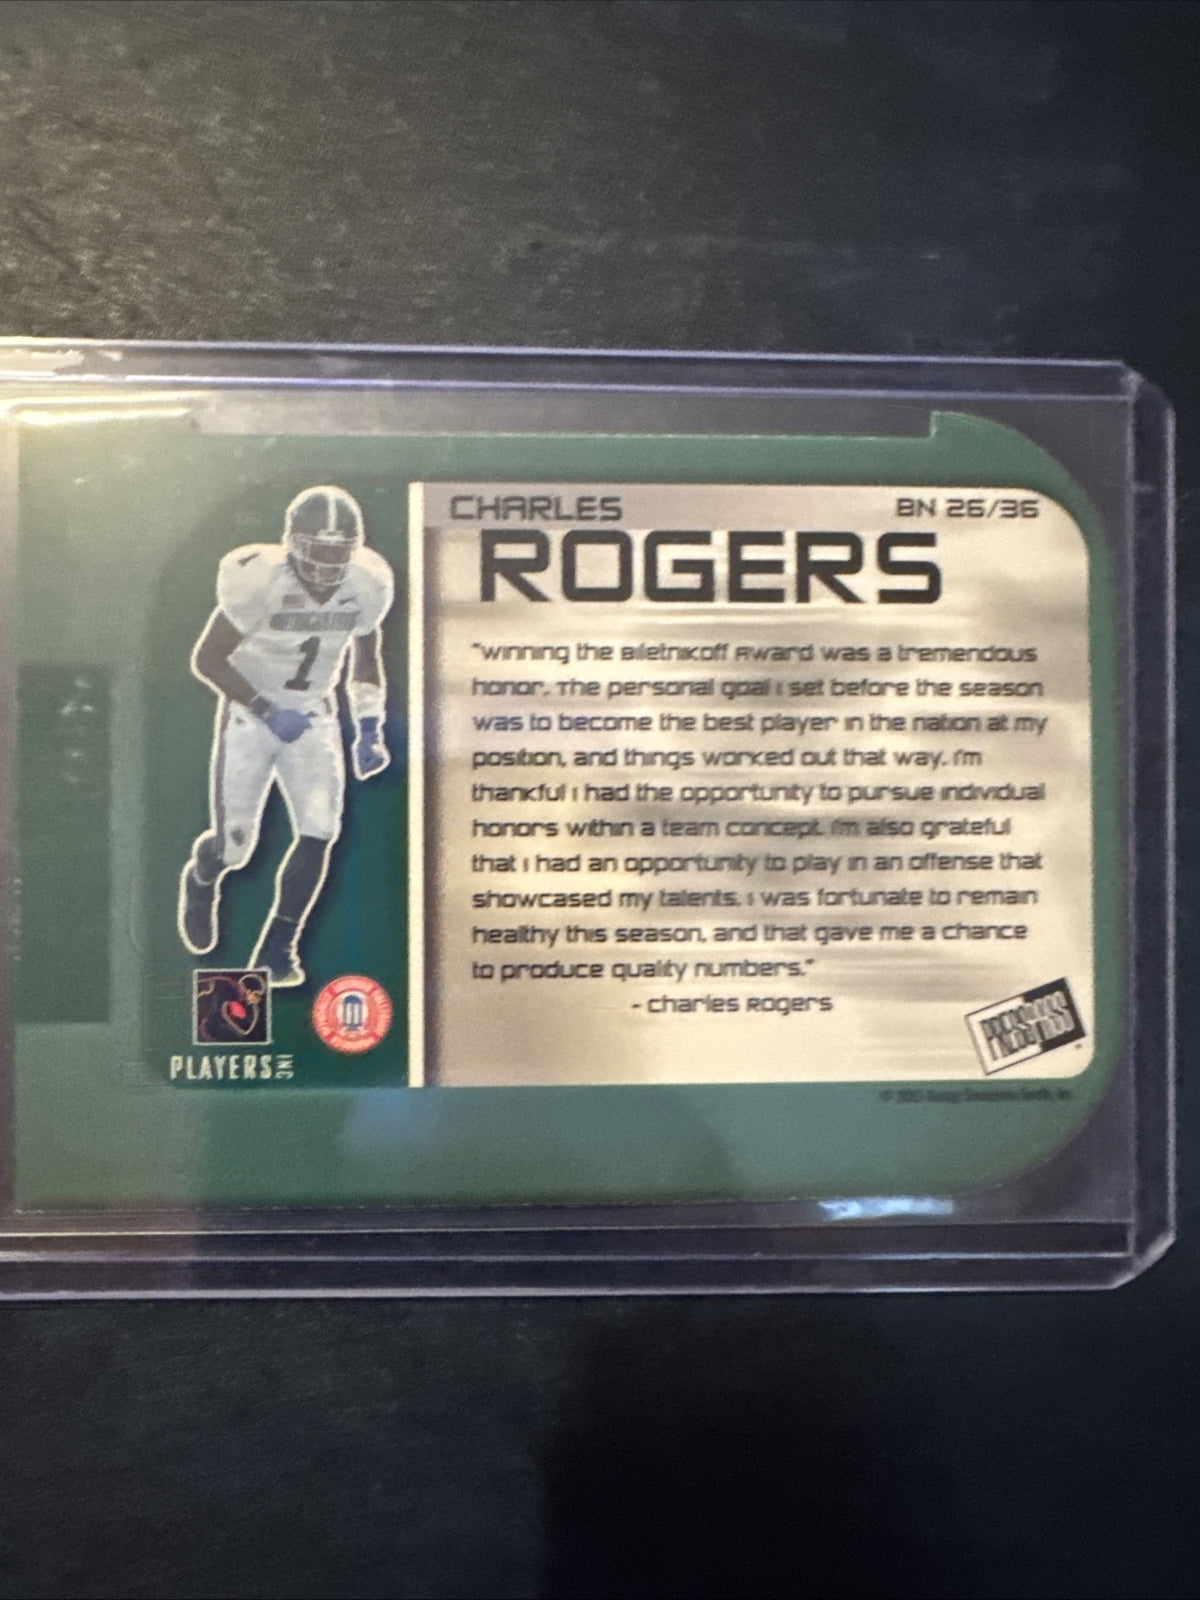 CHARLES
BN 26/36
ROGERS
"Winning the Biletnikoff Award was a tremendous
honor. The personal goal I set before the season
was to become the best player in the nation at my
position, and things worked out that way. I'm
thankful I had the opportunity to pursue individual
honors within a team concept. I'm also grateful
that I had an opportunity to play in an offense that
showcased my talents. I was fortunate to remain
healthy this season, and that gave me a chance
to produce quality numbers."
- Charles Rogers
1
1
PLAYERS INC
PRESS PASS